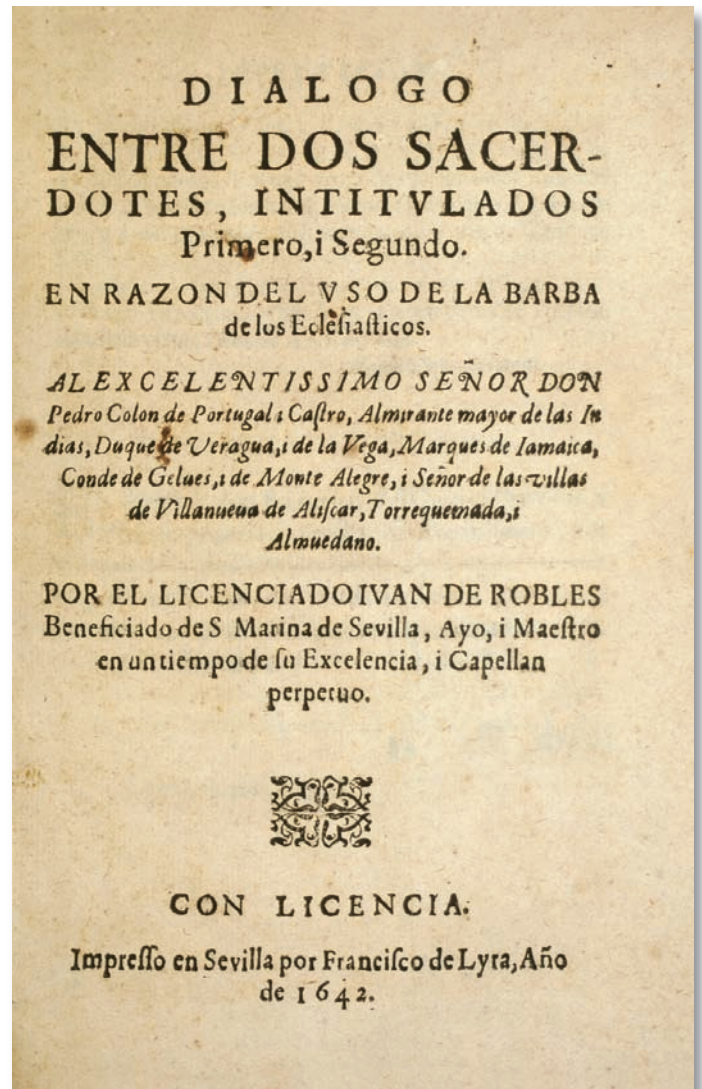 DIALOGO
ENTRE DOS SACER-
DOTES, INTITVLADOS
Primero, i Segundo.
EN RAZON DEL VSO DE LA BARBA
de los Eclesiaſticos.
AL EXCELENTISSIMO SEÑOR DON
Pedro Colon de Portugal i Caſtro, Almirante mayor de las In
dias, Duque de Veragua, i de la Vega, Marques de Iamaica,
Conde de Gelues, i de Monte Alegre, i Señor de las villas
de Villanueua de Aliſcar, Torrequemada, i
Almuedano.
POR EL LICENCIADO IVAN DE ROBLES
Beneficiado de S Marina de Sevilla, Ayo, i Maeſtro
en un tiempo de ſu Excelencia, i Capellan
perpetuo.
CON LICENCIA.
Impreſſo en Sevilla por Franciſco de Lyra, Año
de 1642.